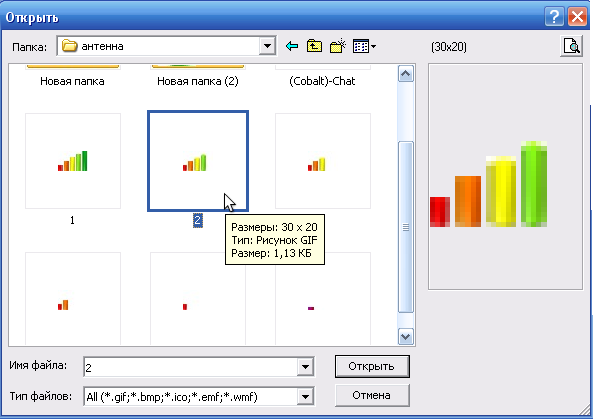 Открыть
Папка:
антенна
(30x20)
Новая папка
Новая папка (2)
(Cobalt)-Chat
1
2
Размеры: 30 x 20
Тип: Рисунок GIF
Размер: 1,13 КБ
Имя файла:
2
Открыть
Тип файлов:
All (*.gif;*.bmp;*.ico;*.emf;*.wmf)
Отмена